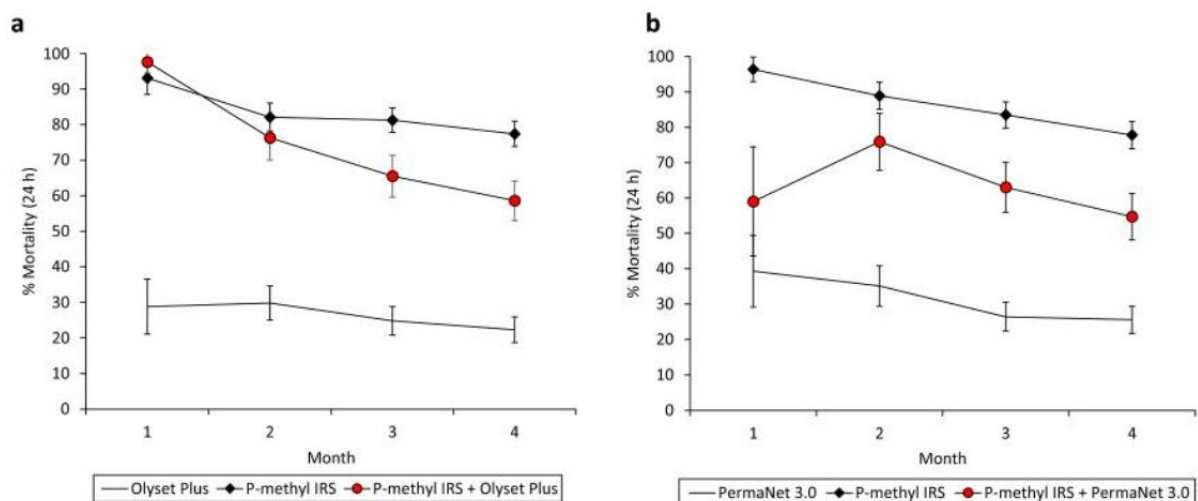 a
100
90
80
70
60
50
40
30
20
10
0
% Mortality (24 h)
1 2 3 4
Month
Olyset Plus P-methyl IRS P-methyl IRS + Olyset Plus
b
100
90
80
70
60
50
40
30
20
10
0
% Mortality (24 h)
1 2 3 4
Month
PermaNet 3.0 P-methyl IRS P-methyl IRS + PermaNet 3.0